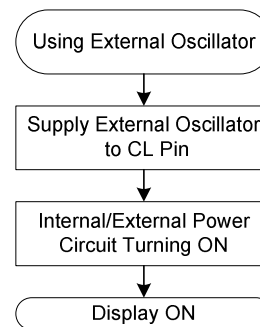 Using External Oscillator
Supply External Oscillator
to CL Pin
Internal/External Power
Circuit Turning ON
Display ON